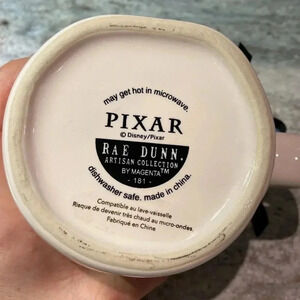 may get hot in microwave.
PIXAR
© Disney/Pixar
RAE DUNN.
ARTISAN COLLECTION
BY MAGENTA™
- 181 -
dishwasher safe. made in china.
Compatible au lave-vaisselle
Risque de devenir très chaud au micro-ondes.
Fabriqué en Chine